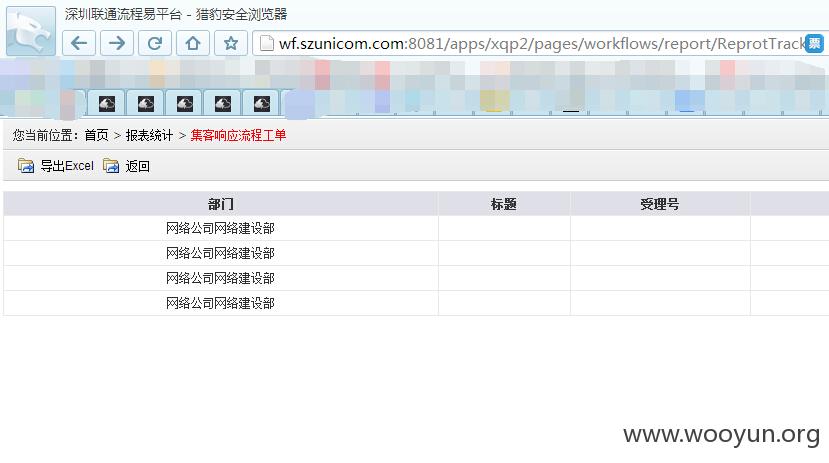 深圳联通流程易平台 - 猎豹安全浏览器
wf.szunicom.com:8081/apps/xqp2/pages/workflows/report/ReprotTrack 票
您当前位置：首页 > 报表统计 > 集客响应流程工单
导出Excel 返回
部门 标题 受理号
网络公司网络建设部
网络公司网络建设部
网络公司网络建设部
网络公司网络建设部
www.wooyun.org